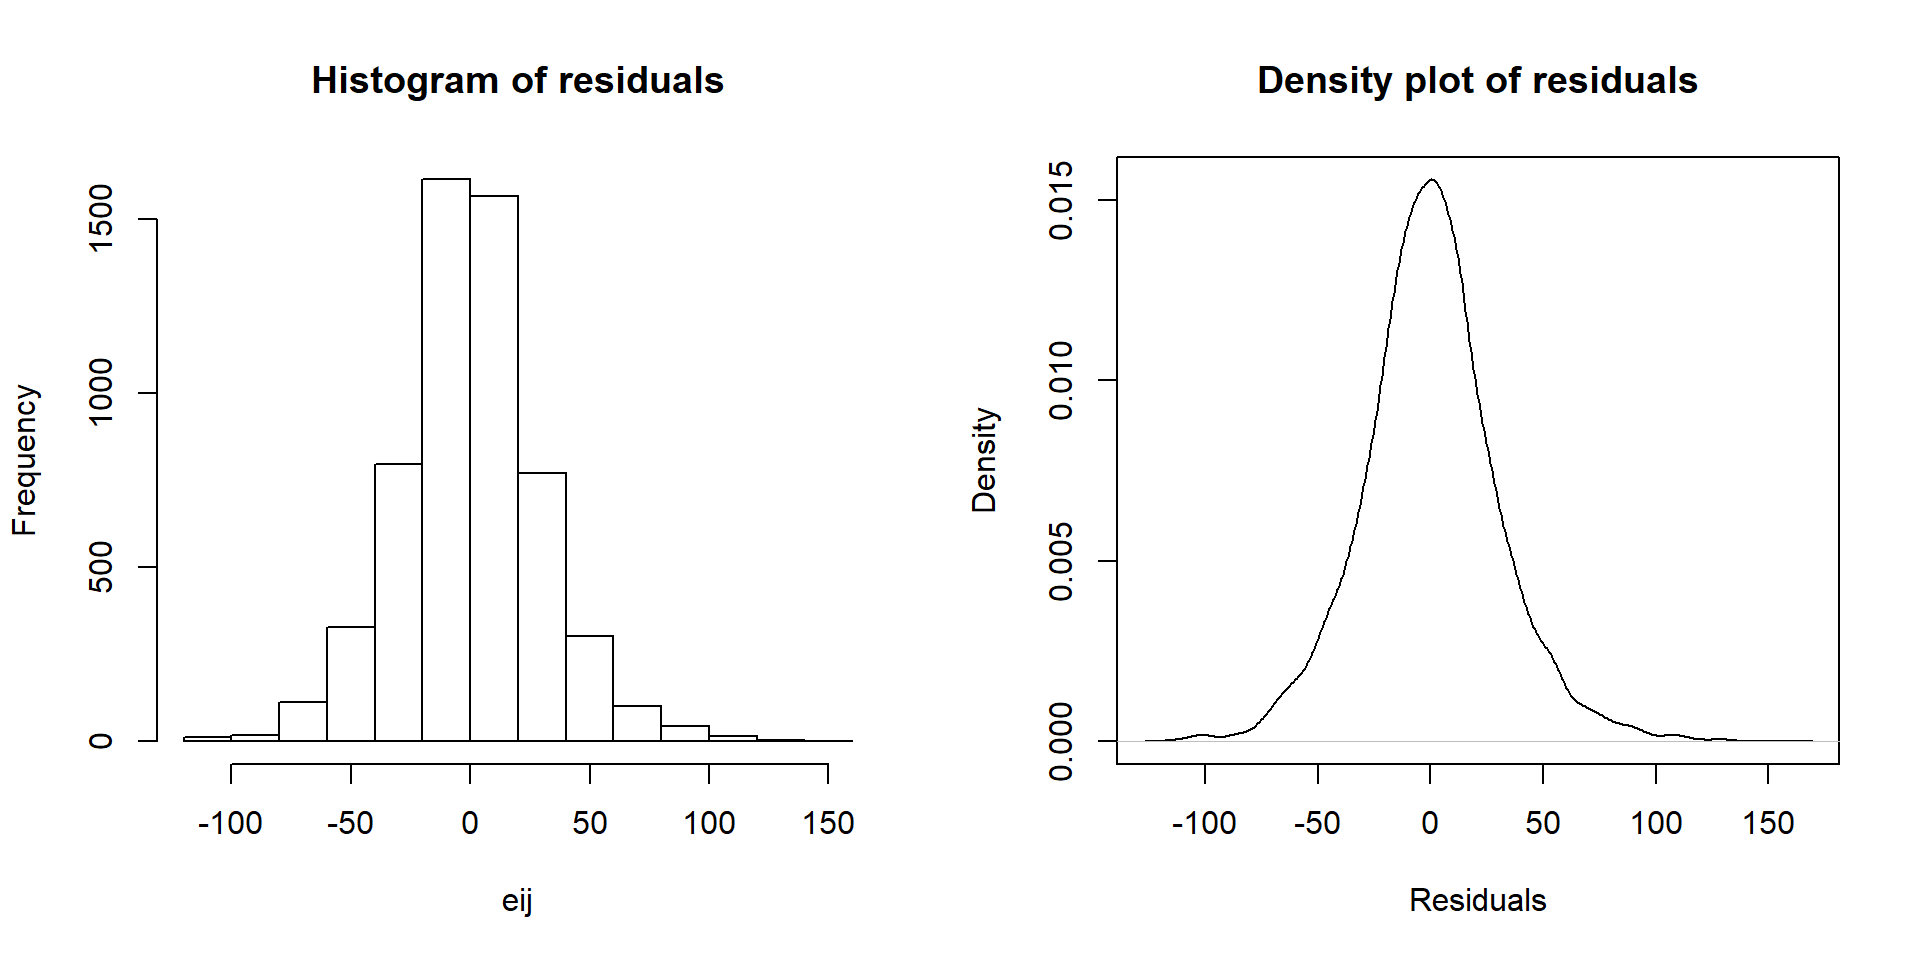 Histogram of residuals
Frequency
0
500
1000
1500
-100 -50 0 50 100 150
eij
Density plot of residuals
Density
0.000
0.005
0.010
0.015
-100 -50 0 50 100 150
Residuals